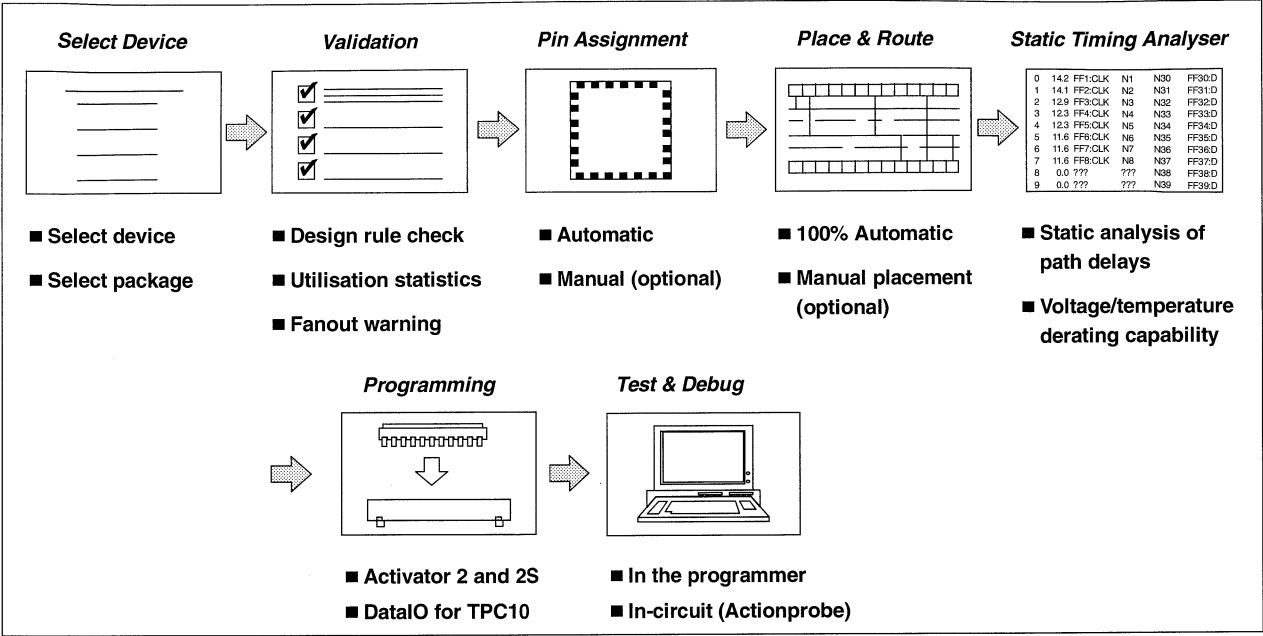 Select Device
Validation
Pin Assignment
Place & Route
Static Timing Analyser
0 14.2 FF1:CLK N1 N30 FF30:D
1 14.1 FF2:CLK N2 N31 FF31:D
2 12.9 FF3:CLK N3 N32 FF32:D
3 12.3 FF4:CLK N4 N33 FF33:D
4 12.3 FF5:CLK N5 N34 FF34:D
5 11.6 FF6:CLK N6 N35 FF35:D
6 11.6 FF7:CLK N7 N36 FF36:D
7 11.6 FF8:CLK N8 N37 FF37:D
8 0.0 ??? ??? N38 FF38:D
9 0.0 ??? ??? N39 FF39:D
■ Select device
■ Select package
■ Design rule check
■ Utilisation statistics
■ Fanout warning
■ Automatic
■ Manual (optional)
■ 100% Automatic
■ Manual placement
(optional)
■ Static analysis of
path delays
■ Voltage/temperature
derating capability
Programming
Test & Debug
■ Activator 2 and 2S
■ DataIO for TPC10
■ In the programmer
■ In-circuit (Actionprobe)